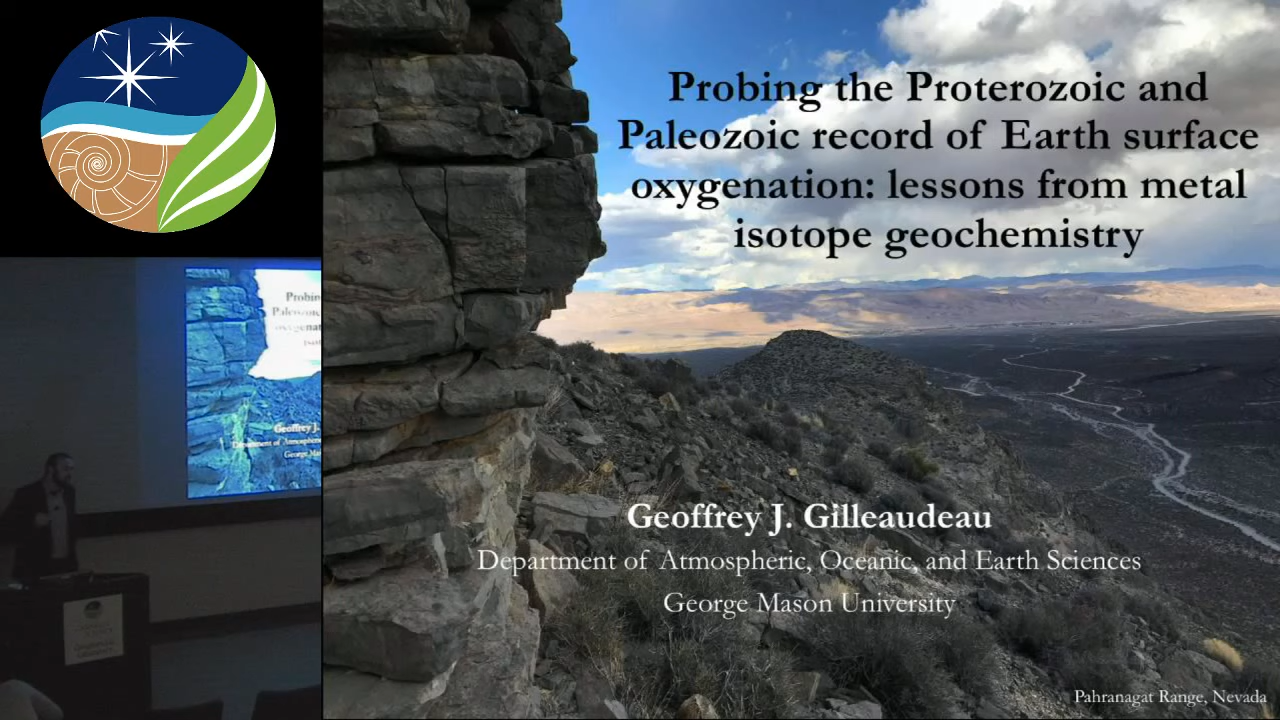 Probing the Proterozoic and
Paleozoic record of Earth surface
oxygenation: lessons from metal
isotope geochemistry
Geoffrey J. Gilleaudeau
Department of Atmospheric, Oceanic, and Earth Sciences
George Mason University
Pahranagat Range, Nevada